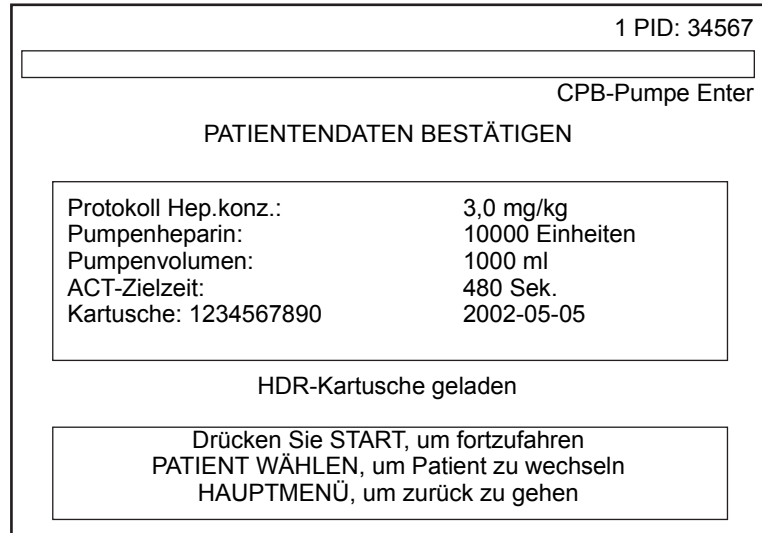 1 PID: 34567
CPB-Pumpe Enter
PATIENTENDATEN BESTÄTIGEN
Protokoll Hep.konz.: 3,0 mg/kg
Pumpenheparin: 10000 Einheiten
Pumpenvolumen: 1000 ml
ACT-Zielzeit: 480 Sek.
Kartusche: 1234567890 2002-05-05
HDR-Kartusche geladen
Drücken Sie START, um fortzufahren
PATIENT WÄHLEN, um Patient zu wechseln
HAUPTMENÜ, um zurück zu gehen